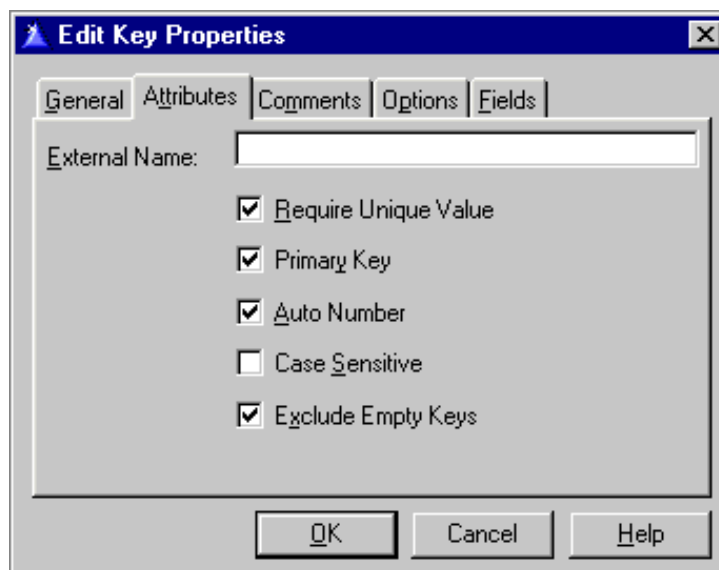 Edit Key Properties
General Attributes Comments Options Fields
External Name:
Require Unique Value
Primary Key
Auto Number
Case Sensitive
Exclude Empty Keys
OK Cancel Help